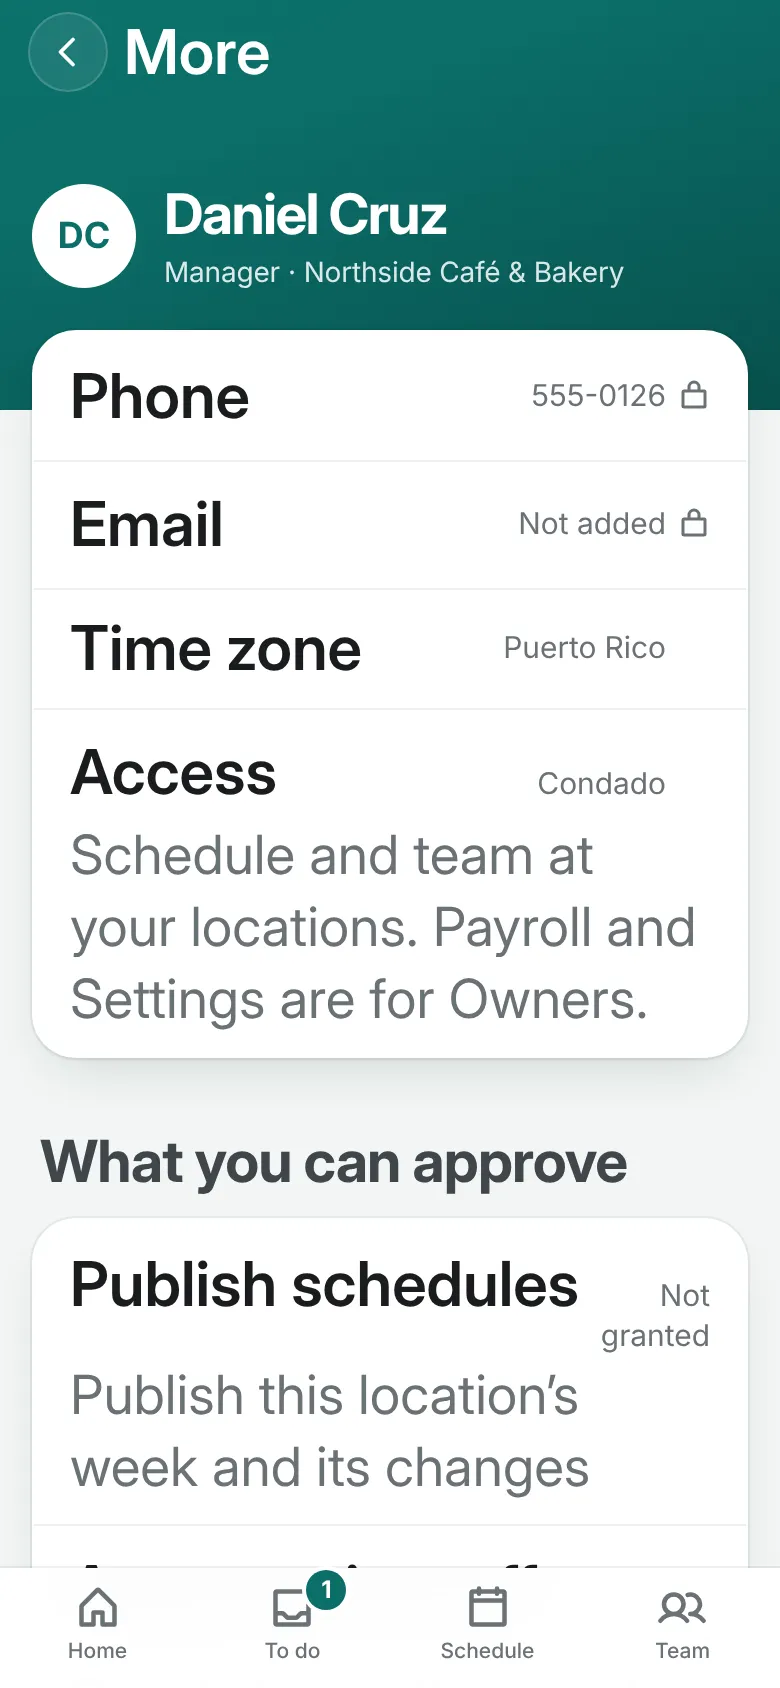 More
DC
Daniel Cruz
Manager · Northside Café & Bakery
Phone
555-0126
Email
Not added
Time zone
Puerto Rico
Access
Condado
Schedule and team at
your locations. Payroll and
Settings are for Owners.
What you can approve
Publish schedules
Not
granted
Publish this location’s
week and its changes
1
Home
To do
Schedule
Team